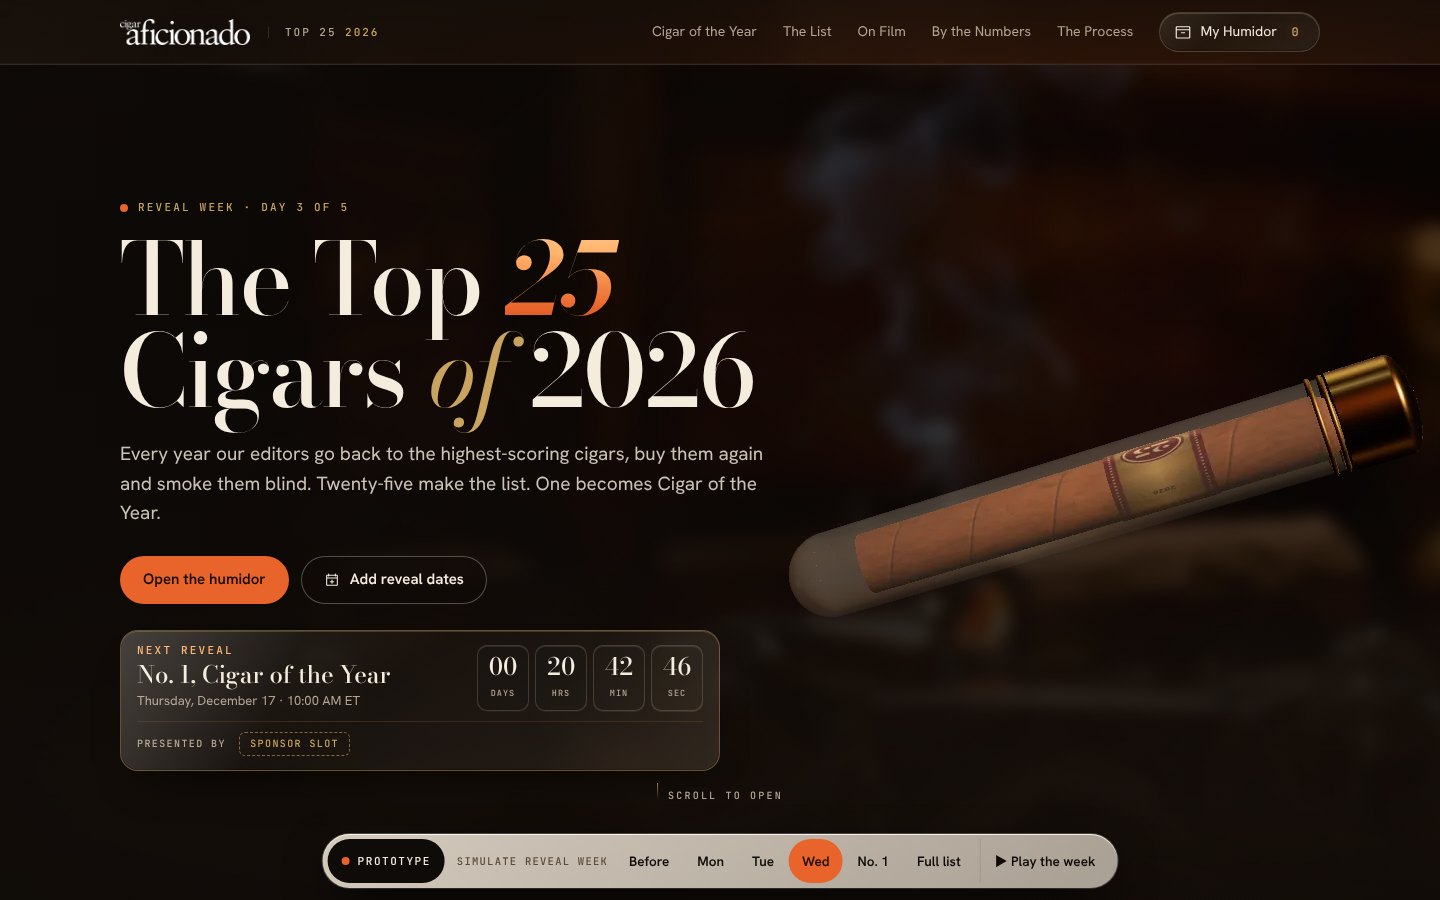 cigar aficionado
TOP 25 2026
Cigar of the Year
The List
On Film
By the Numbers
The Process
My Humidor 0
REVEAL WEEK · DAY 3 OF 5
The Top 25
Cigars of 2026
Every year our editors go back to the highest-scoring cigars, buy them again
and smoke them blind. Twenty-five make the list. One becomes Cigar of the
Year.
Open the humidor
Add reveal dates
NEXT REVEAL
No. 1, Cigar of the Year
Thursday, December 17 · 10:00 AM ET
00 20 42 46
DAYS HRS MIN SEC
PRESENTED BY SPONSOR SLOT
SCROLL TO OPEN
PROTOTYPE SIMULATE REVEAL WEEK Before Mon Tue Wed No. 1 Full list Play the week